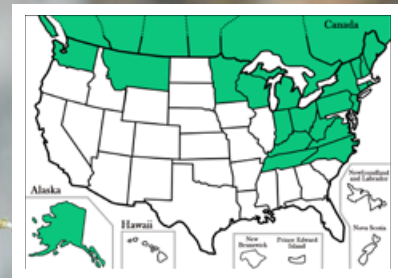 Canada
Newfoundland
and Labrador
Alaska
Hawaii
Nova Scotia
New
Brunswick
Prince Edward
Island